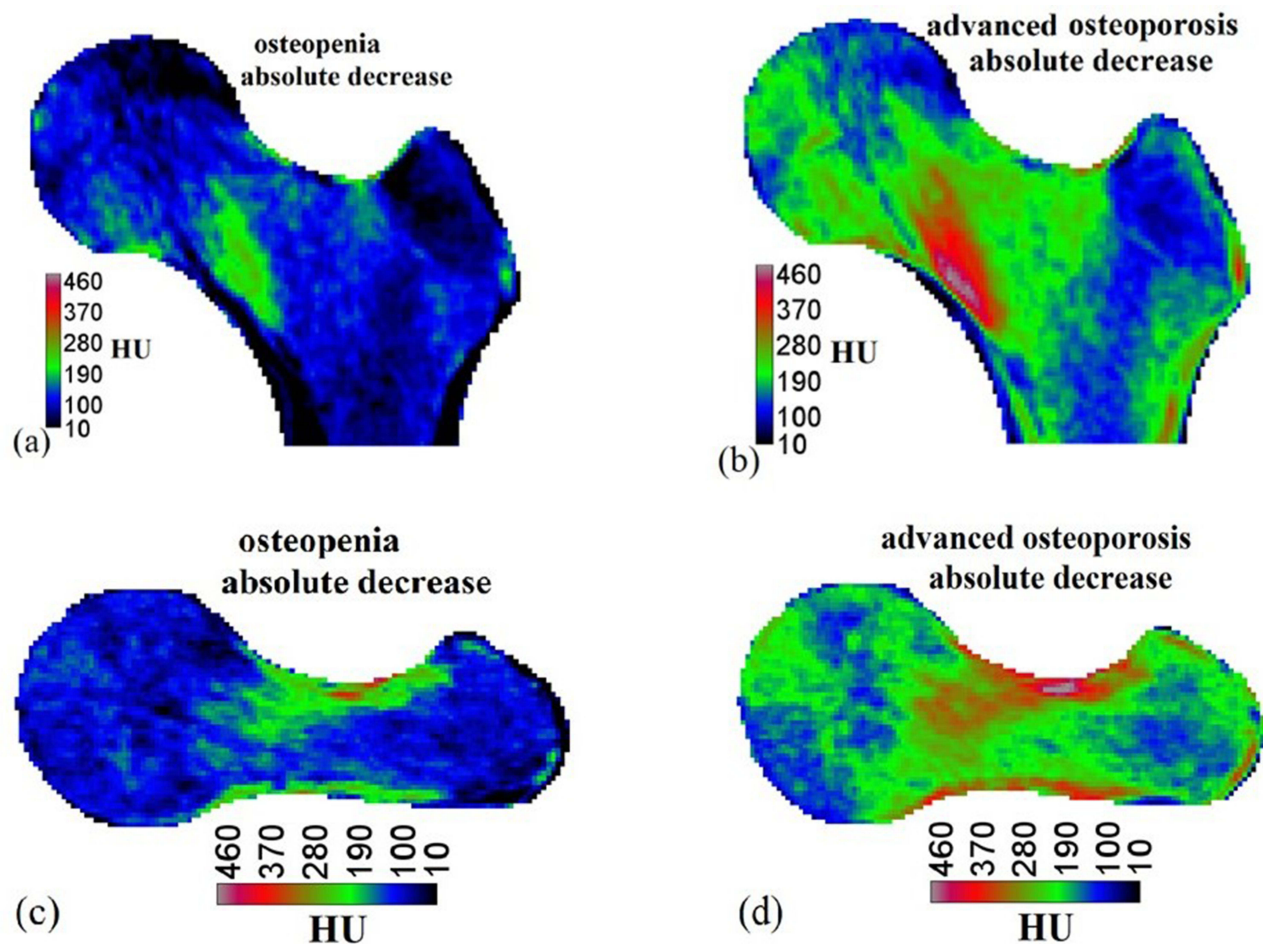 osteopenia
absolute decrease
460
370
280
190
100
10
HU
(a)
advanced osteoporosis
absolute decrease
460
370
280
190
100
10
HU
(b)
osteopenia
absolute decrease
460 370 280 190 100 10
HU
(c)
advanced osteoporosis
absolute decrease
460 370 280 190 100 10
HU
(d)